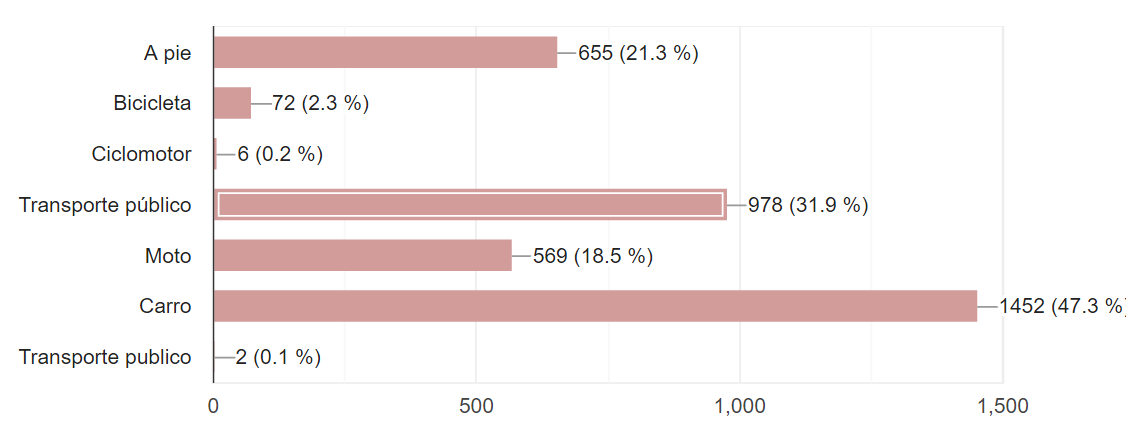 A pie 655 (21.3 %)
Bicicleta 72 (2.3 %)
Ciclomotor 6 (0.2 %)
Transporte público 978 (31.9 %)
Moto 569 (18.5 %)
Carro 1452 (47.3 %)
Transporte publico 2 (0.1 %)
0 500 1,000 1,500